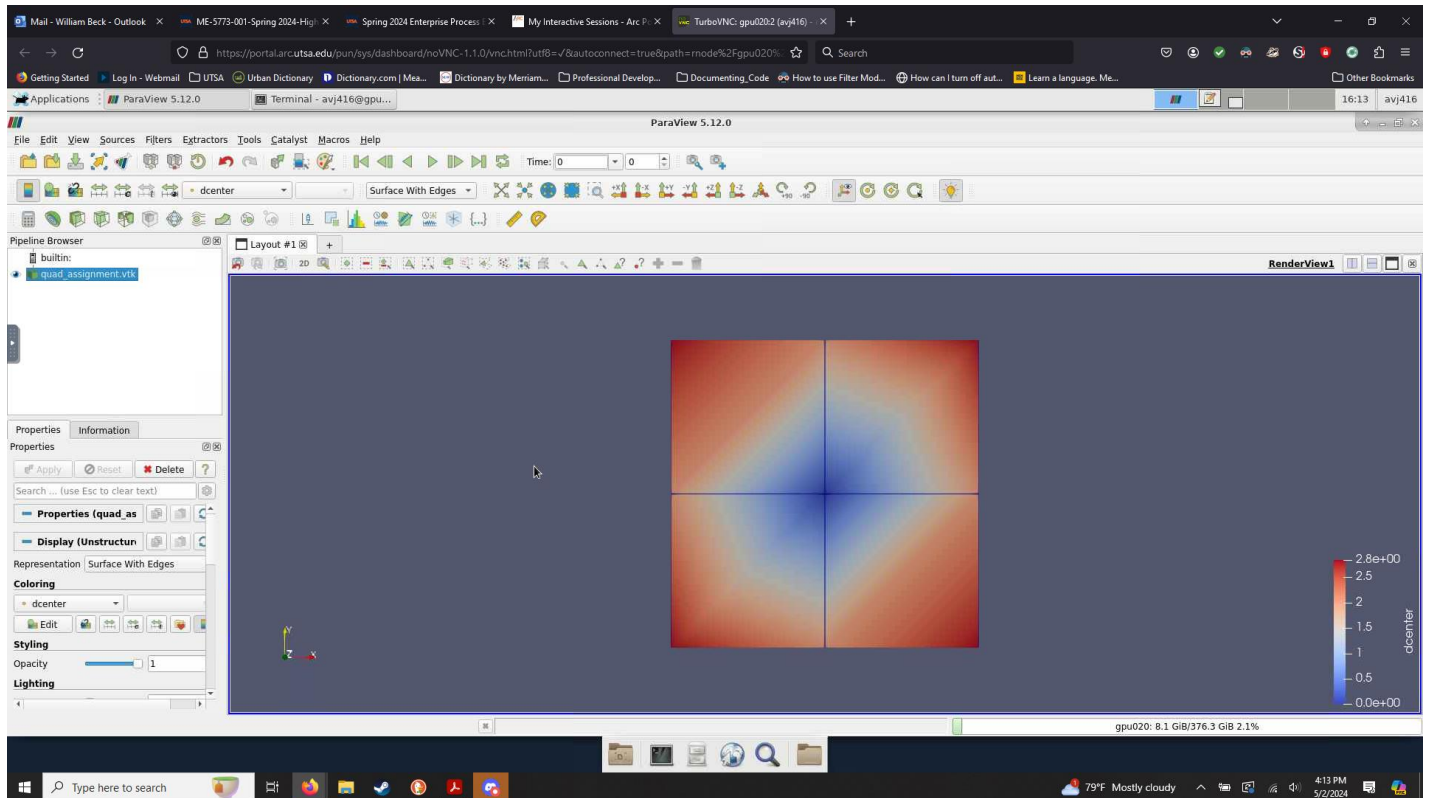 Mail - William Beck - Outlook
ME-5773-001-Spring 2024-High
Spring 2024 Enterprise Process
My Interactive Sessions - Arc Po
TurboVNC: gpu020:2 (avj416) -
https://portal.arc.utsa.edu/pun/sys/dashboard/noVNC-1.1.0/vnc.html?utf8=✓&autoconnect=true&path=rnode%2Fgpu020%
Search
Getting Started
Log In - Webmail
UTSA
Urban Dictionary
Dictionary.com | Mea...
Dictionary by Merriam...
Professional Develop...
Documenting_Code
How to use Filter Mod...
How can I turn off aut...
Learn a language. Me...
Other Bookmarks
Applications
ParaView 5.12.0
Terminal - avj416@gpu...
16:13 avj416
ParaView 5.12.0
File Edit View Sources Filters Extractors Tools Catalyst Macros Help
Time: 0
0
dcenter
Surface With Edges
Pipeline Browser
Layout #1
builtin:
2D
RenderView1
quad_assignment.vtk
Properties Information
Properties
Apply Reset Delete ?
Search ... (use Esc to clear text)
Properties (quad_as
Display (Unstructur
Representation Surface With Edges
Coloring
dcenter
Edit
Styling
Opacity 1
Lighting
Y
Z X
2.8e+00
2.5
2
1.5
1
0.5
0.0e+00
dcenter
gpu020: 8.1 GiB/376.3 GiB 2.1%
Type here to search
79°F Mostly cloudy
4:13 PM
5/2/2024